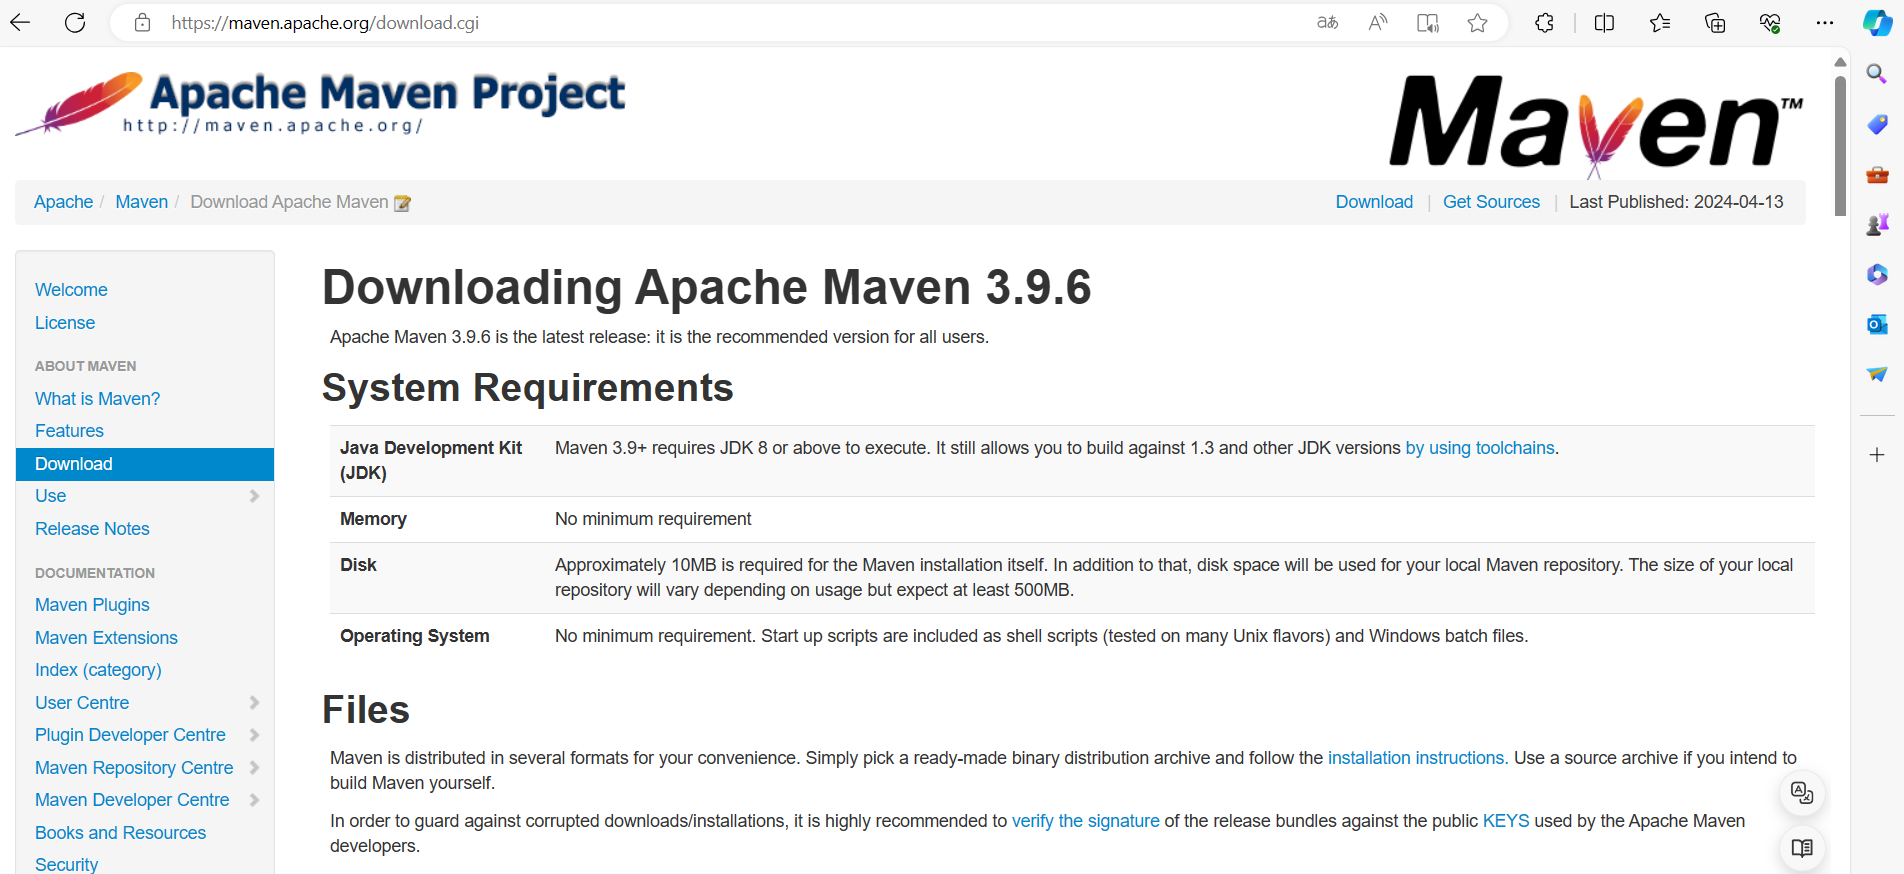 https://maven.apache.org/download.cgi
Apache Maven Project
http://maven.apache.org/
Maven™
Apache / Maven / Download Apache Maven
Download | Get Sources | Last Published: 2024-04-13
Welcome
License
ABOUT MAVEN
What is Maven?
Features
Download
Use
Release Notes
DOCUMENTATION
Maven Plugins
Maven Extensions
Index (category)
User Centre
Plugin Developer Centre
Maven Repository Centre
Maven Developer Centre
Books and Resources
Security
Downloading Apache Maven 3.9.6
Apache Maven 3.9.6 is the latest release: it is the recommended version for all users.
System Requirements
Java Development Kit
(JDK)
Maven 3.9+ requires JDK 8 or above to execute. It still allows you to build against 1.3 and other JDK versions by using toolchains.
Memory
No minimum requirement
Disk
Approximately 10MB is required for the Maven installation itself. In addition to that, disk space will be used for your local Maven repository. The size of your local
repository will vary depending on usage but expect at least 500MB.
Operating System
No minimum requirement. Start up scripts are included as shell scripts (tested on many Unix flavors) and Windows batch files.
Files
Maven is distributed in several formats for your convenience. Simply pick a ready-made binary distribution archive and follow the installation instructions. Use a source archive if you intend to
build Maven yourself.
In order to guard against corrupted downloads/installations, it is highly recommended to verify the signature of the release bundles against the public KEYS used by the Apache Maven
developers.